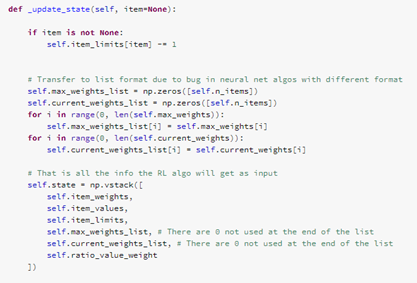 def _update_state(self, item=None):
if item is not None:
self.item_limits[item] -= 1
# Transfer to list format due to bug in neural net algos with different format
self.max_weights_list = np.zeros([self.n_items])
self.current_weights_list = np.zeros([self.n_items])
for i in range(0, len(self.max_weights)):
self.max_weights_list[i] = self.max_weights[i]
for i in range(0, len(self.current_weights)):
self.current_weights_list[i] = self.current_weights[i]
# That is all the info the RL algo will get as input
self.state = np.vstack([
self.item_weights,
self.item_values,
self.item_limits,
self.max_weights_list, # There are 0 not used at the end of the list
self.current_weights_list, # There are 0 not used at the end of the list
self.ratio_value_weight
])